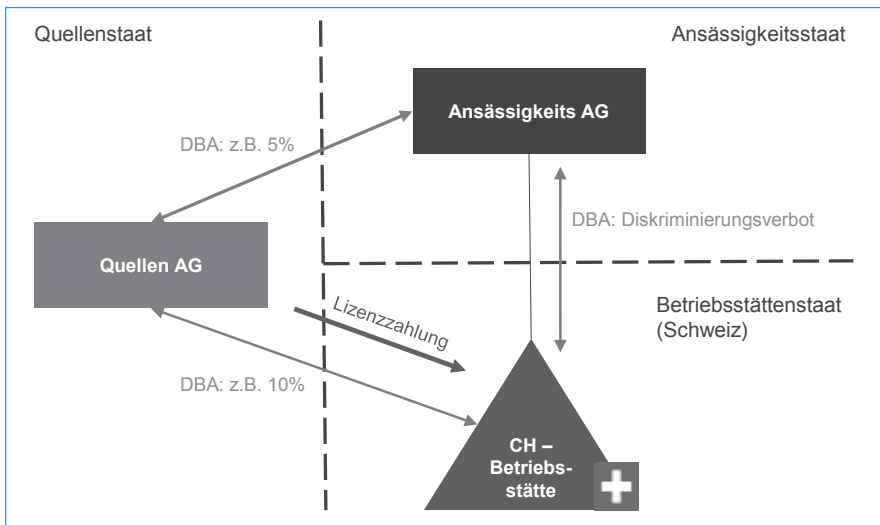 Quellenstaat
Ansässigkeitsstaat
Ansässigkeits AG
DBA: z.B. 5%
DBA: Diskriminierungsverbot
Quellen AG
Lizenzzahlung
Betriebsstättenstaat
(Schweiz)
DBA: z.B. 10%
CH –
Betriebs-
stätte